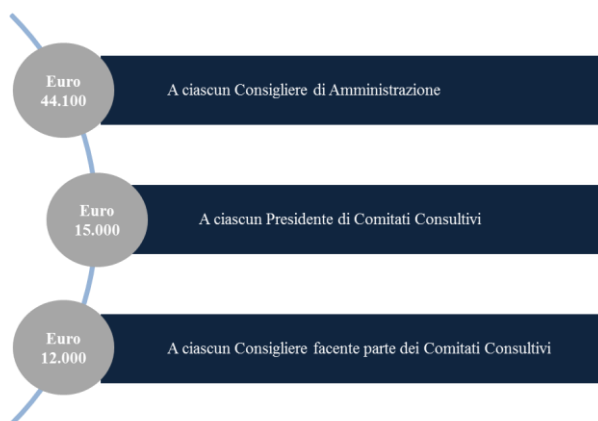 Euro
44.100
A ciascun Consigliere di Amministrazione
Euro
15.000
A ciascun Presidente di Comitati Consultivi
Euro
12.000
A ciascun Consigliere facente parte dei Comitati Consultivi